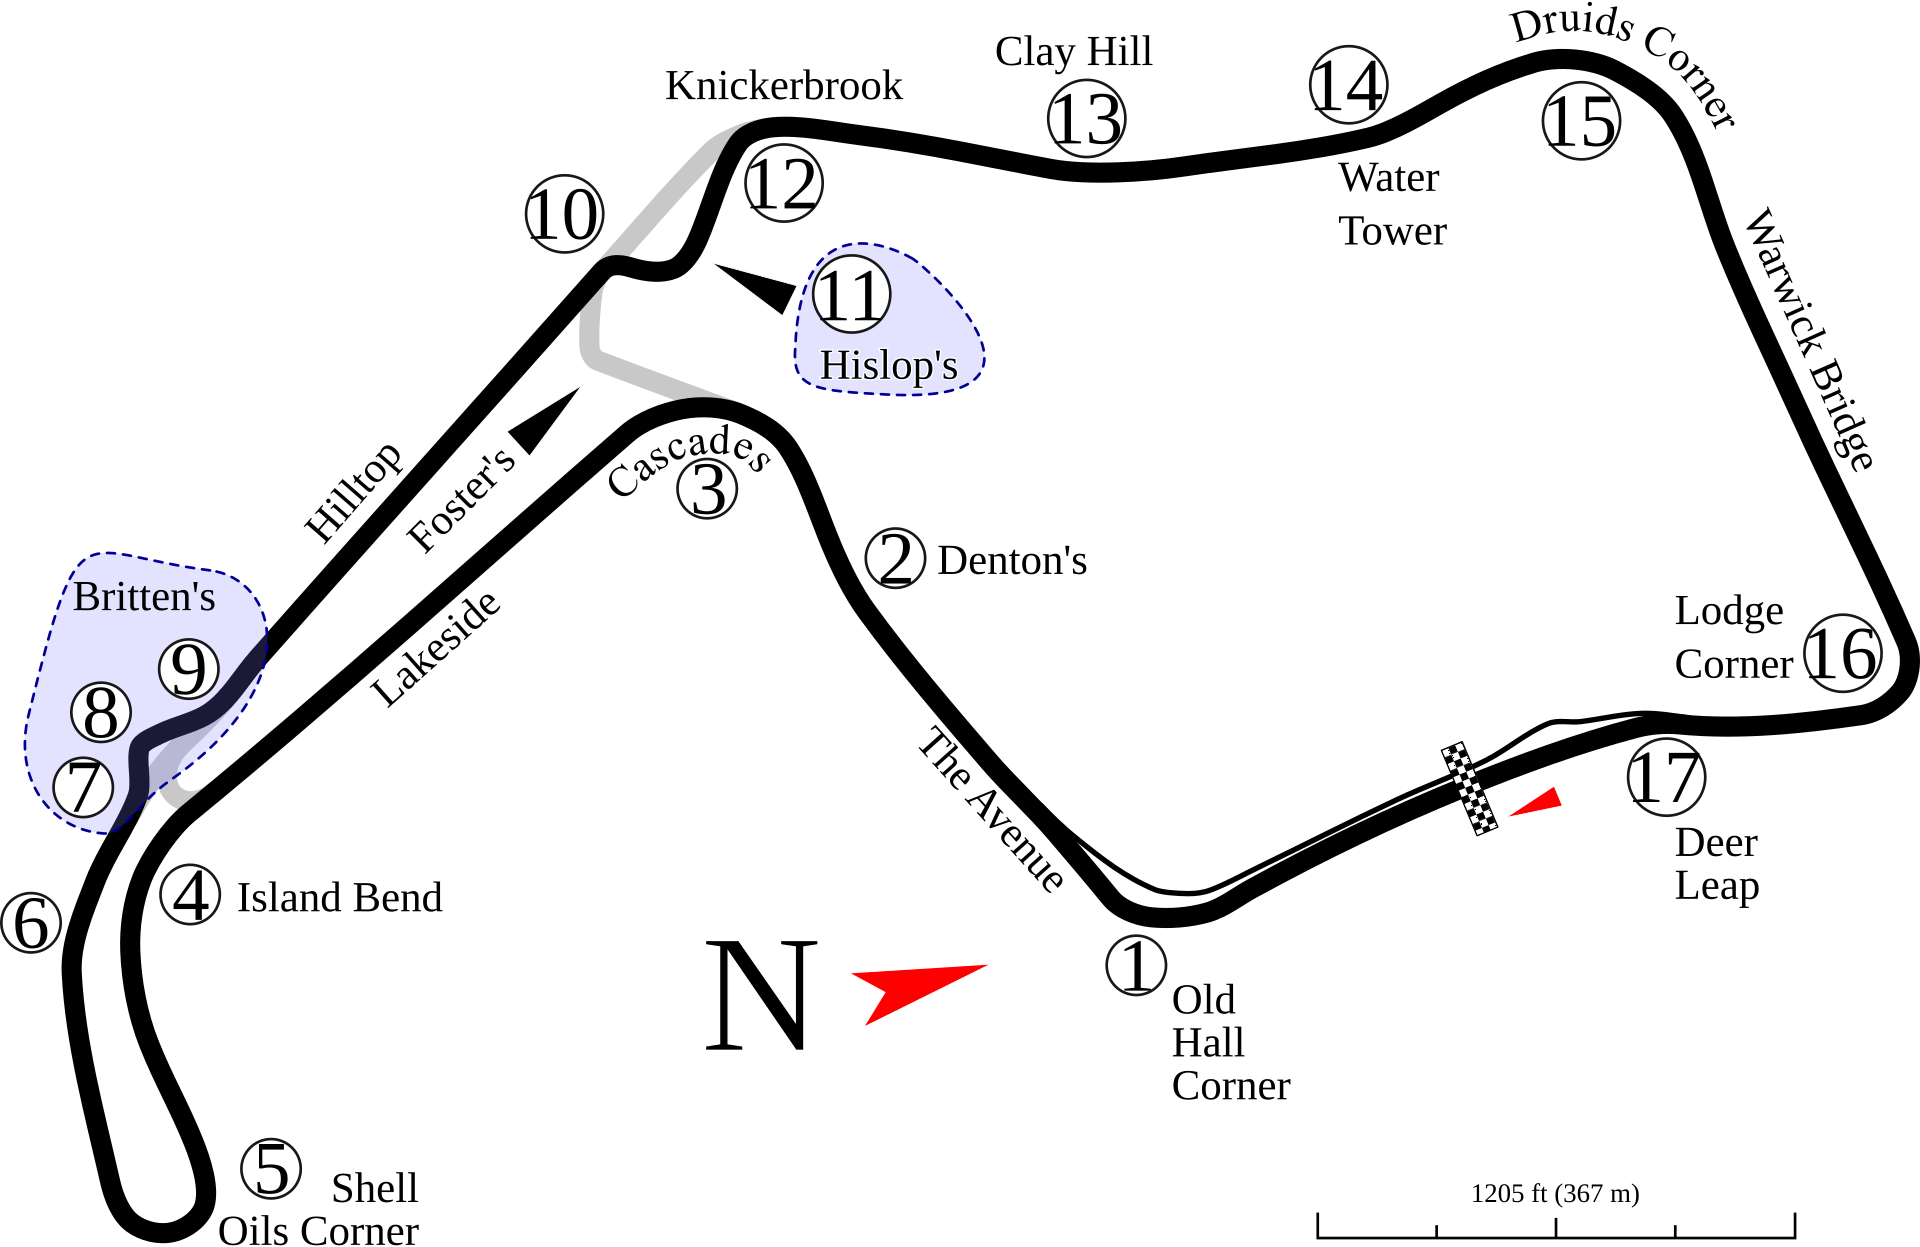 Druids Corner
Clay Hill
Knickerbrook
13
14
15
12
10
Water
Tower
11
Hislop's
Warwick Bridge
Hilltop
Foster's
Cascades
3
2
Denton's
Britten's
9
8
7
Lakeside
Lodge
Corner
16
The Avenue
17
Deer
Leap
4
Island Bend
6
N
1
Old
Hall
Corner
5
Shell
Oils Corner
1205 ft (367 m)